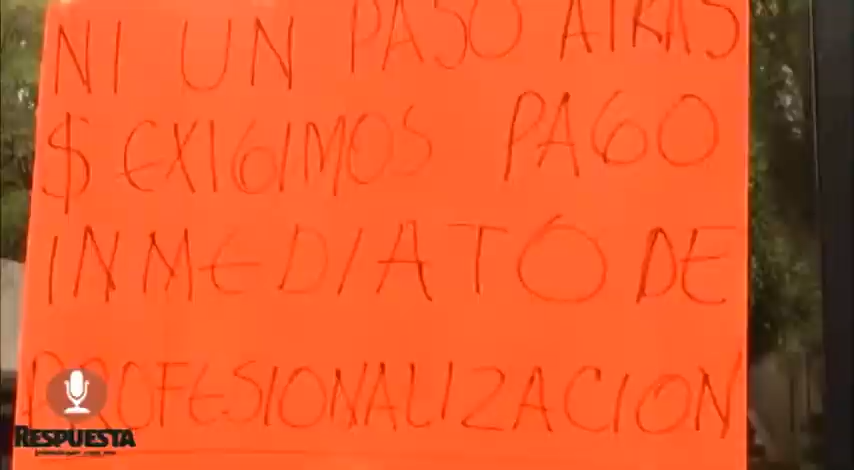 NI UN PASO ATRAS
$ EXIGIMOS PAGO
INMEDIATO DE
PROFESIONALIZACION
RESPUESTA